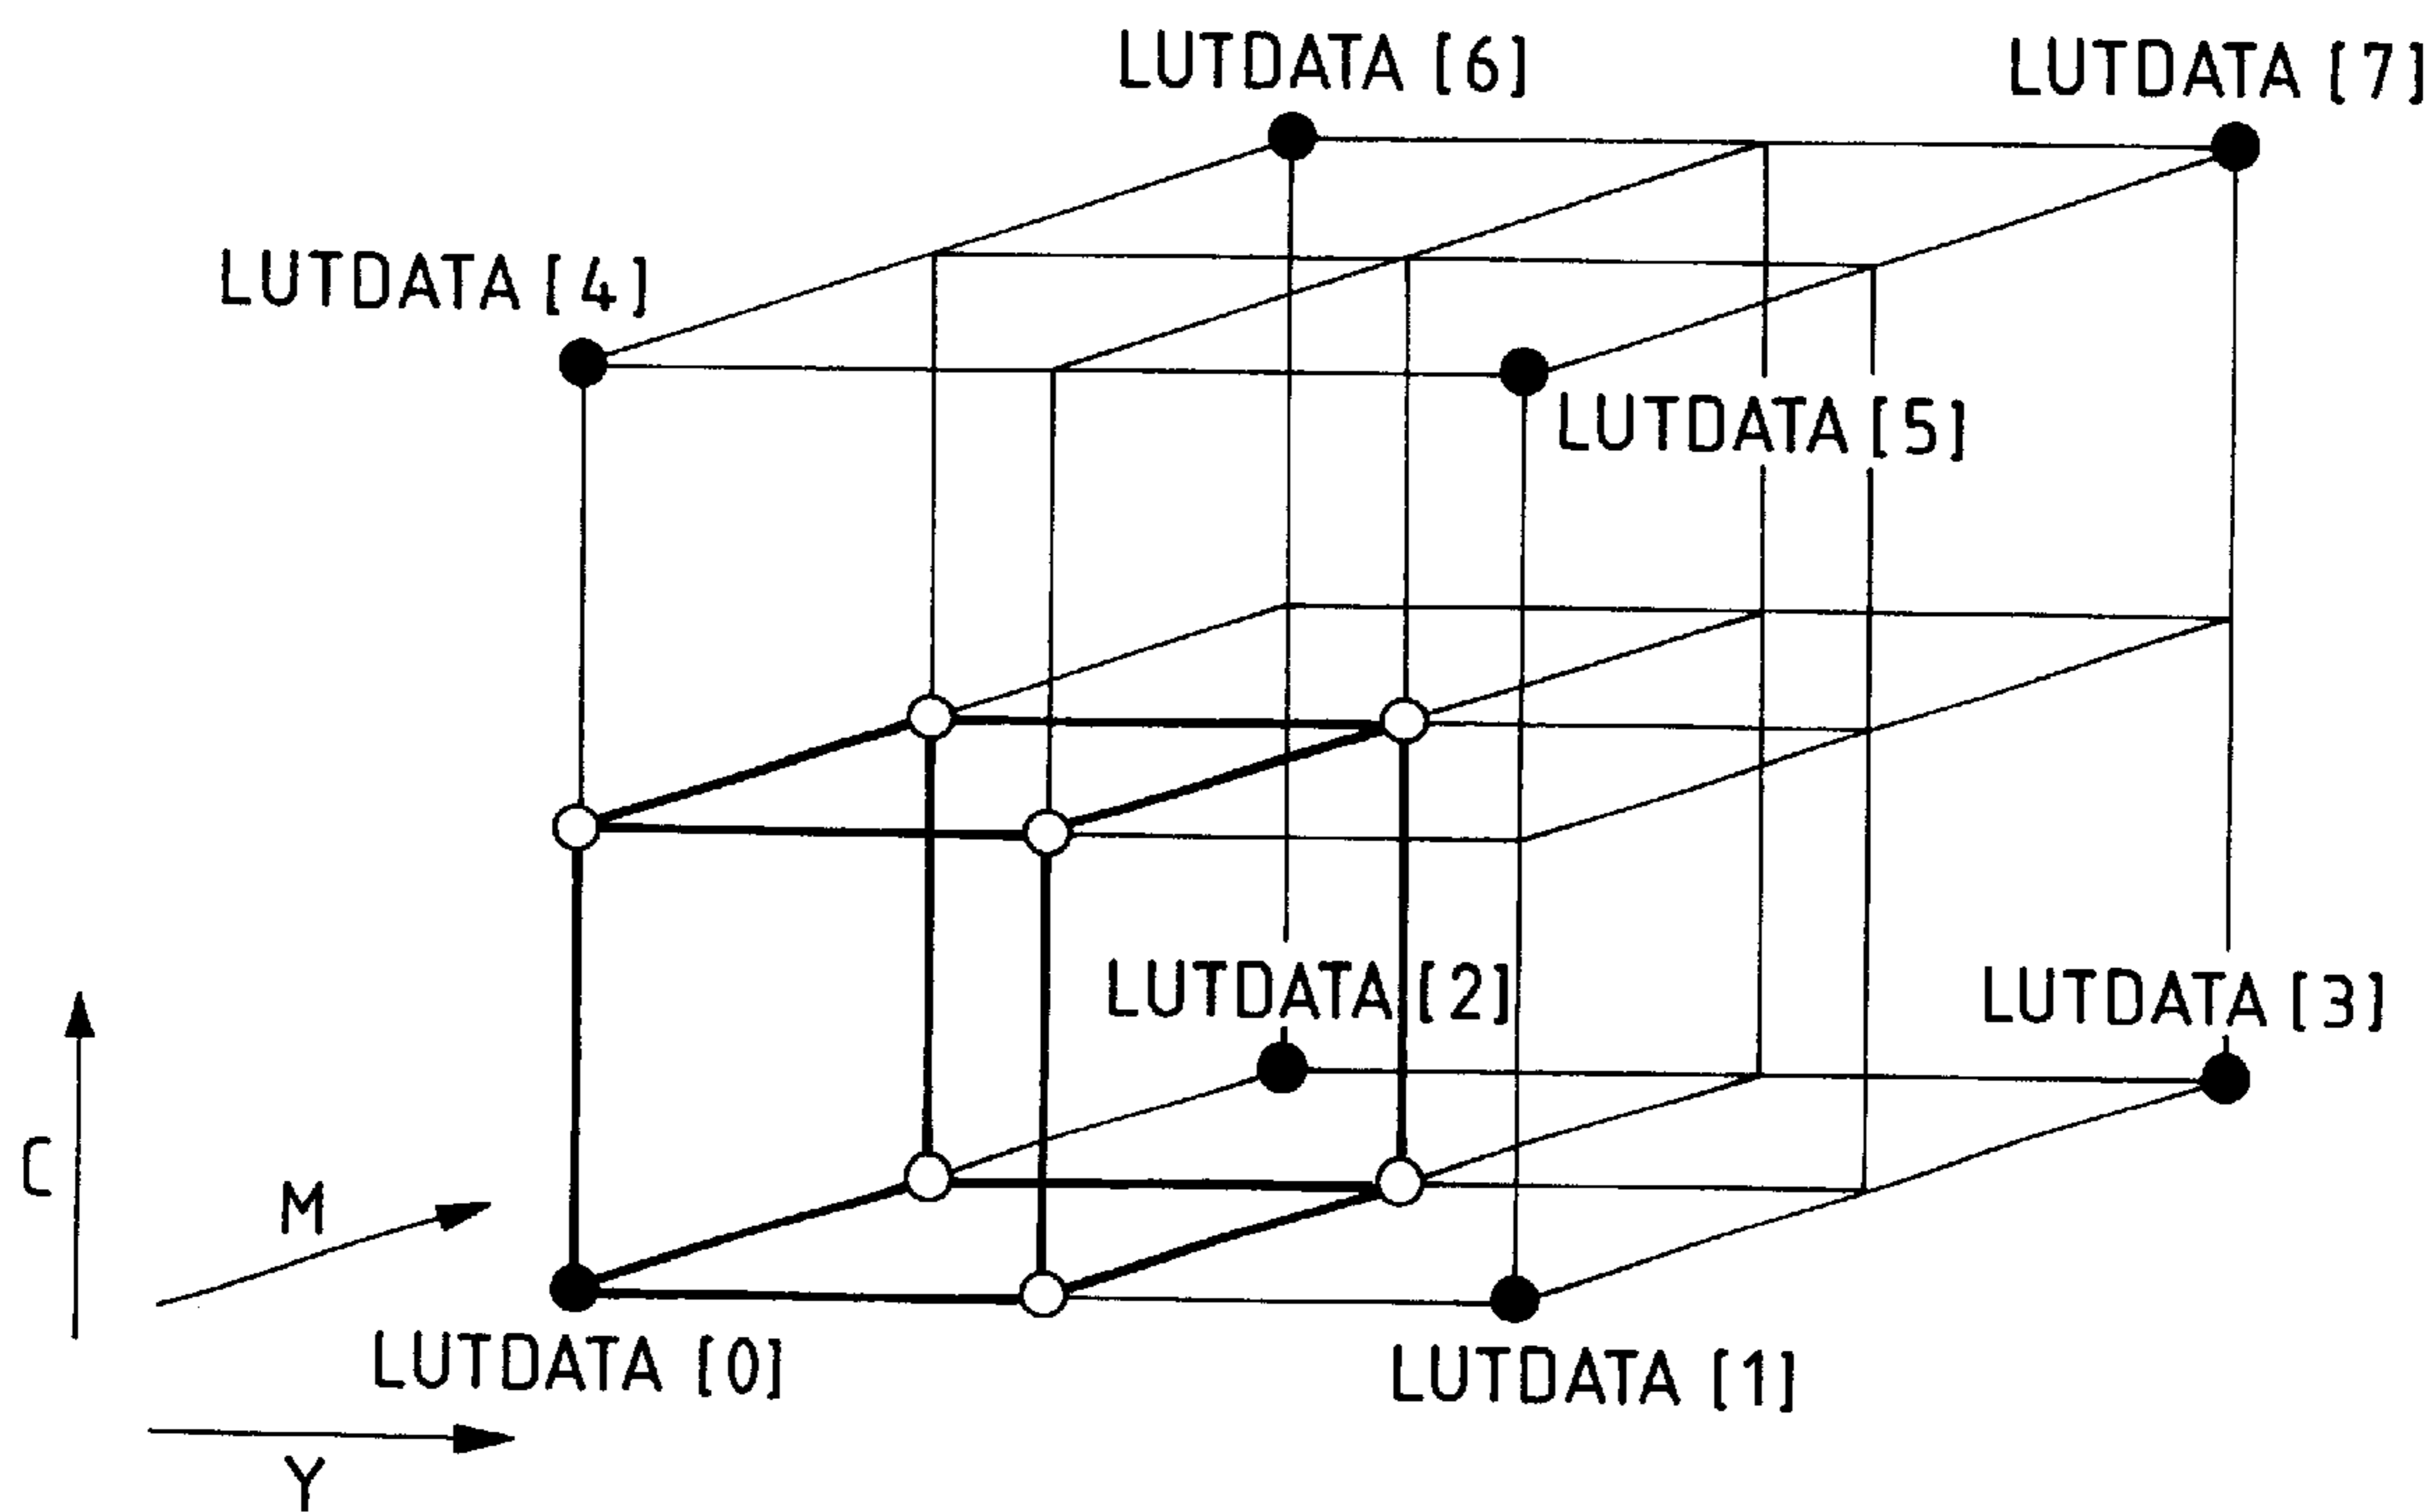 LUTDATA [6]
LUTDATA [7]
LUTDATA [4]
LUTDATA [5]
LUTDATA [2]
LUTDATA [3]
C
M
LUTDATA [0]
LUTDATA [1]
Y